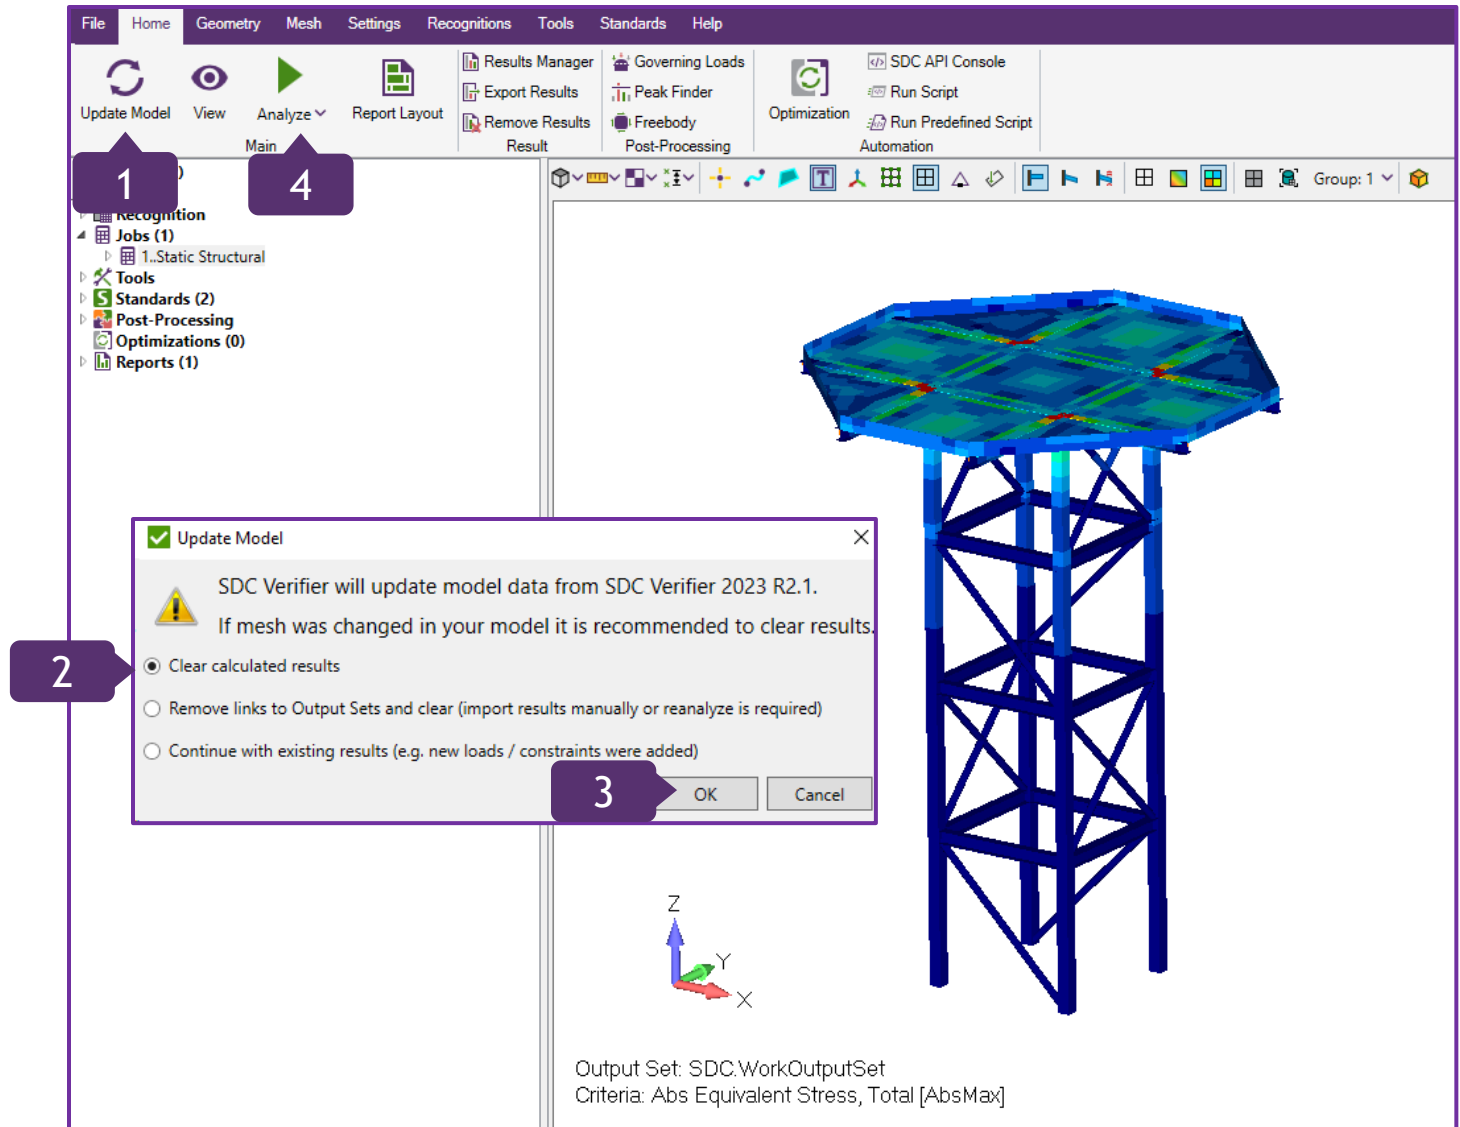 File Home Geometry Mesh Settings Recognitions Tools Standards Help
Update Model View Analyze Report Layout
Main
Results Manager
Export Results
Remove Results
Result
Governing Loads
Peak Finder
Freebody
Post-Processing
Optimization
SDC API Console
Run Script
Run Predefined Script
Automation
1
4
)
Group: 1
Recognition
Jobs (1)
1..Static Structural
Tools
Standards (2)
Post-Processing
Optimizations (0)
Reports (1)
Update Model
SDC Verifier will update model data from SDC Verifier 2023 R2.1.
If mesh was changed in your model it is recommended to clear results.
2
Clear calculated results
Remove links to Output Sets and clear (import results manually or reanalyze is required)
Continue with existing results (e.g. new loads / constraints were added)
3
OK Cancel
Z
Y
X
Output Set: SDC.WorkOutputSet
Criteria: Abs Equivalent Stress, Total [AbsMax]